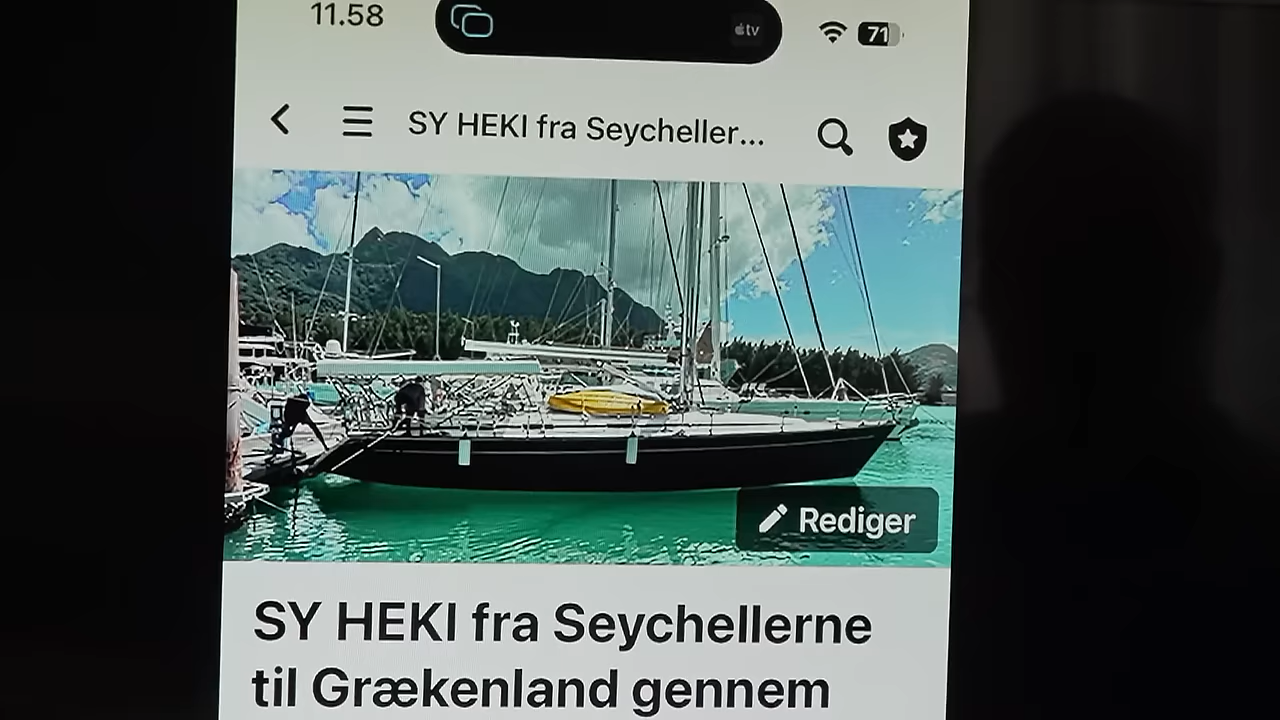 11.58
tv
71
SY HEKI fra Seycheller...
Rediger
SY HEKI fra Seychellerne
til Grækenland gennem